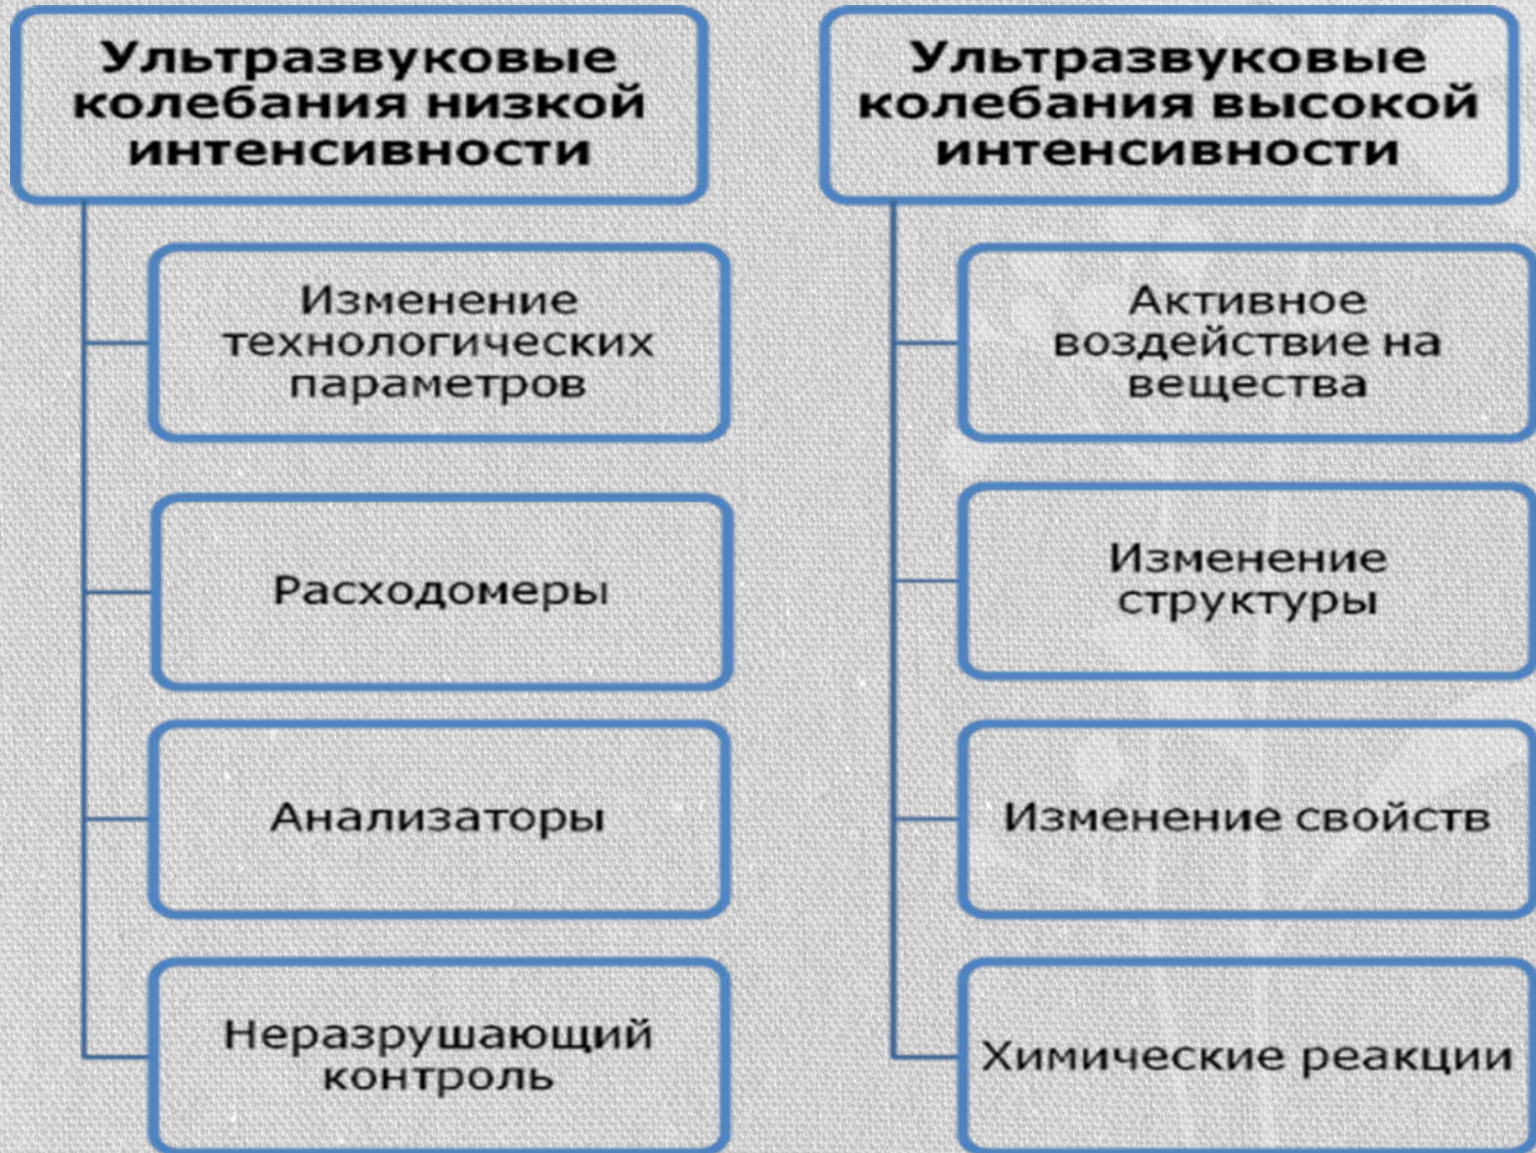 Ультразвуковые
колебания низкой
интенсивности
Изменение
технологических
параметров
Расходомеры
Анализаторы
Неразрушающий
контроль
Ультразвуковые
колебания высокой
интенсивности
Активное
воздействие на
вещества
Изменение
структуры
Изменение свойств
Химические реакции